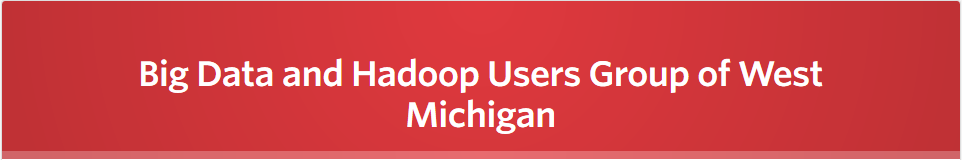 Big Data and Hadoop Users Group of West
Michigan